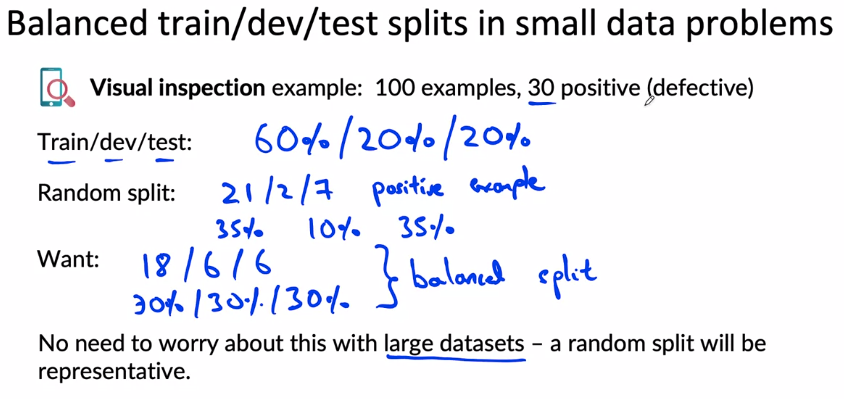 Balanced train/dev/test splits in small data problems
Visual inspection example: 100 examples, 30 positive (defective)
Train/dev/test: 60% / 20% / 20%
Random split: 21 / 2 / 7 positive example
35% 10% 35%
Want: 18 / 6 / 6
30% / 30% / 30% } balanced split
No need to worry about this with large datasets – a random split will be
representative.